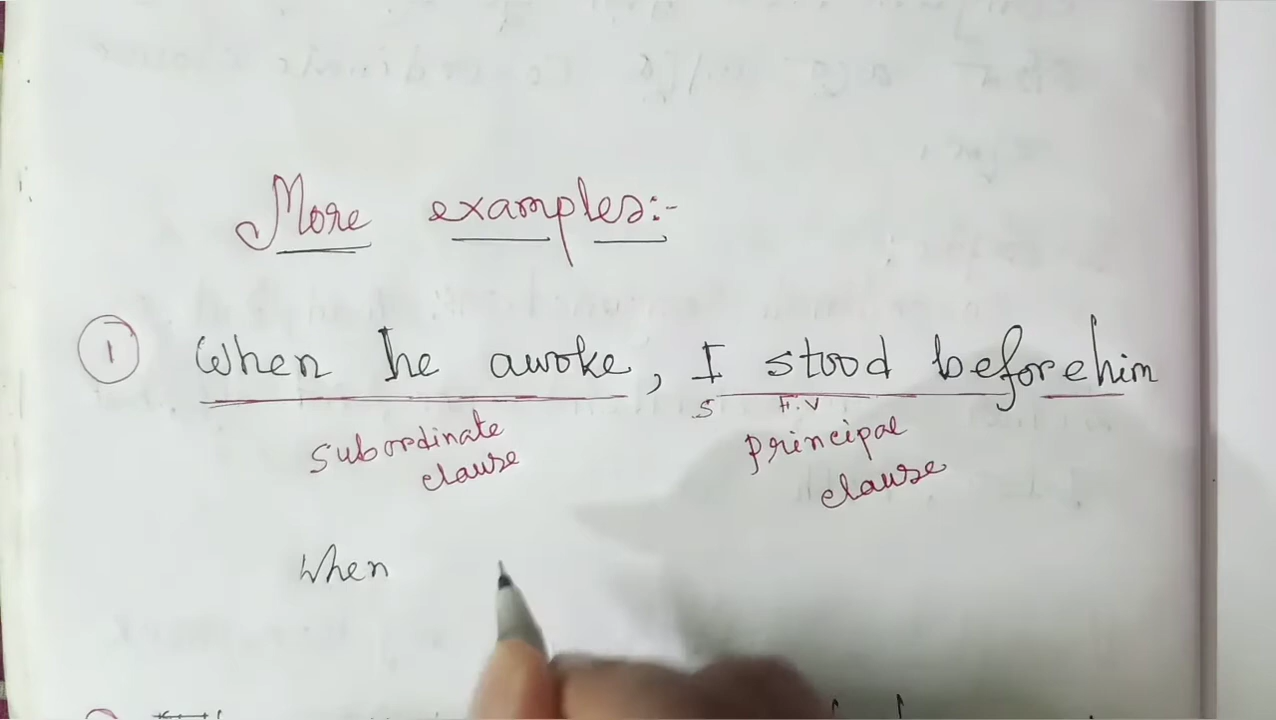 More examples:-
1 When he awoke, I stood before him
S F.V
subordinate clause principal clause
When